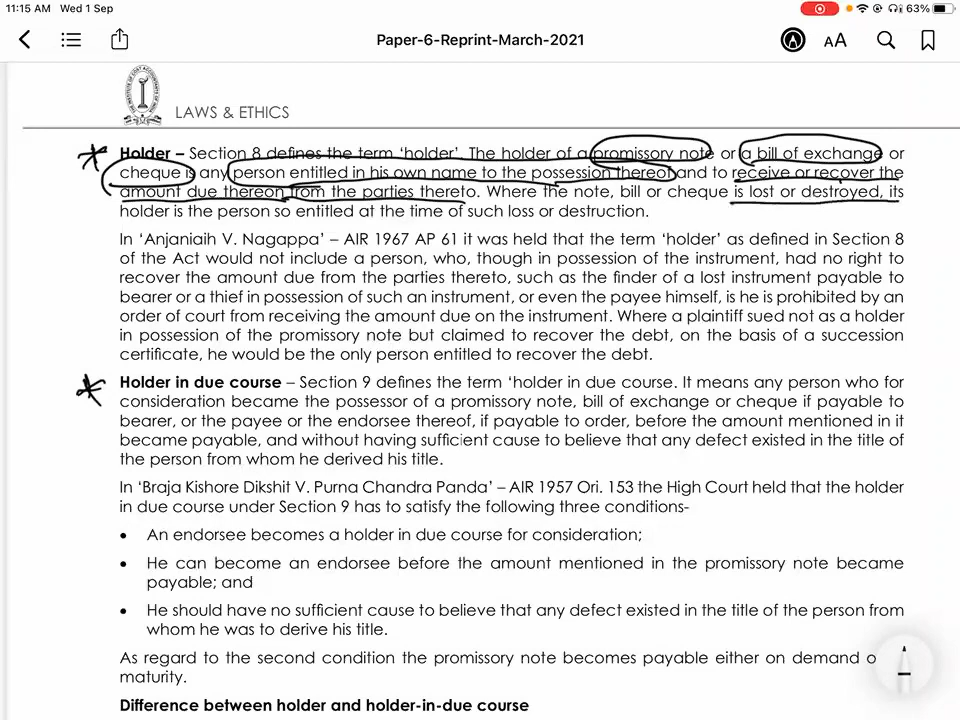 11:15 AM Wed 1 Sep
63%
Paper-6-Reprint-March-2021
AA
LAWS & ETHICS
Holder – Section 8 defines the term ‘holder’. The holder of a promissory note or a bill of exchange or
cheque is any person entitled in his own name to the possession thereof and to receive or recover the
amount due thereon from the parties thereto. Where the note, bill or cheque is lost or destroyed, its
holder is the person so entitled at the time of such loss or destruction.
In ‘Anjaniaih V. Nagappa’ – AIR 1967 AP 61 it was held that the term ‘holder’ as defined in Section 8
of the Act would not include a person, who, though in possession of the instrument, had no right to
recover the amount due from the parties thereto, such as the finder of a lost instrument payable to
bearer or a thief in possession of such an instrument, or even the payee himself, is he is prohibited by an
order of court from receiving the amount due on the instrument. Where a plaintiff sued not as a holder
in possession of the promissory note but claimed to recover the debt, on the basis of a succession
certificate, he would be the only person entitled to recover the debt.
Holder in due course – Section 9 defines the term ‘holder in due course. It means any person who for
consideration became the possessor of a promissory note, bill of exchange or cheque if payable to
bearer, or the payee or the endorsee thereof, if payable to order, before the amount mentioned in it
became payable, and without having sufficient cause to believe that any defect existed in the title of
the person from whom he derived his title.
In ‘Braja Kishore Dikshit V. Purna Chandra Panda’ – AIR 1957 Ori. 153 the High Court held that the holder
in due course under Section 9 has to satisfy the following three conditions-
• An endorsee becomes a holder in due course for consideration;
• He can become an endorsee before the amount mentioned in the promissory note became
payable; and
• He should have no sufficient cause to believe that any defect existed in the title of the person from
whom he was to derive his title.
As regard to the second condition the promissory note becomes payable either on demand o
maturity.
Difference between holder and holder-in-due course